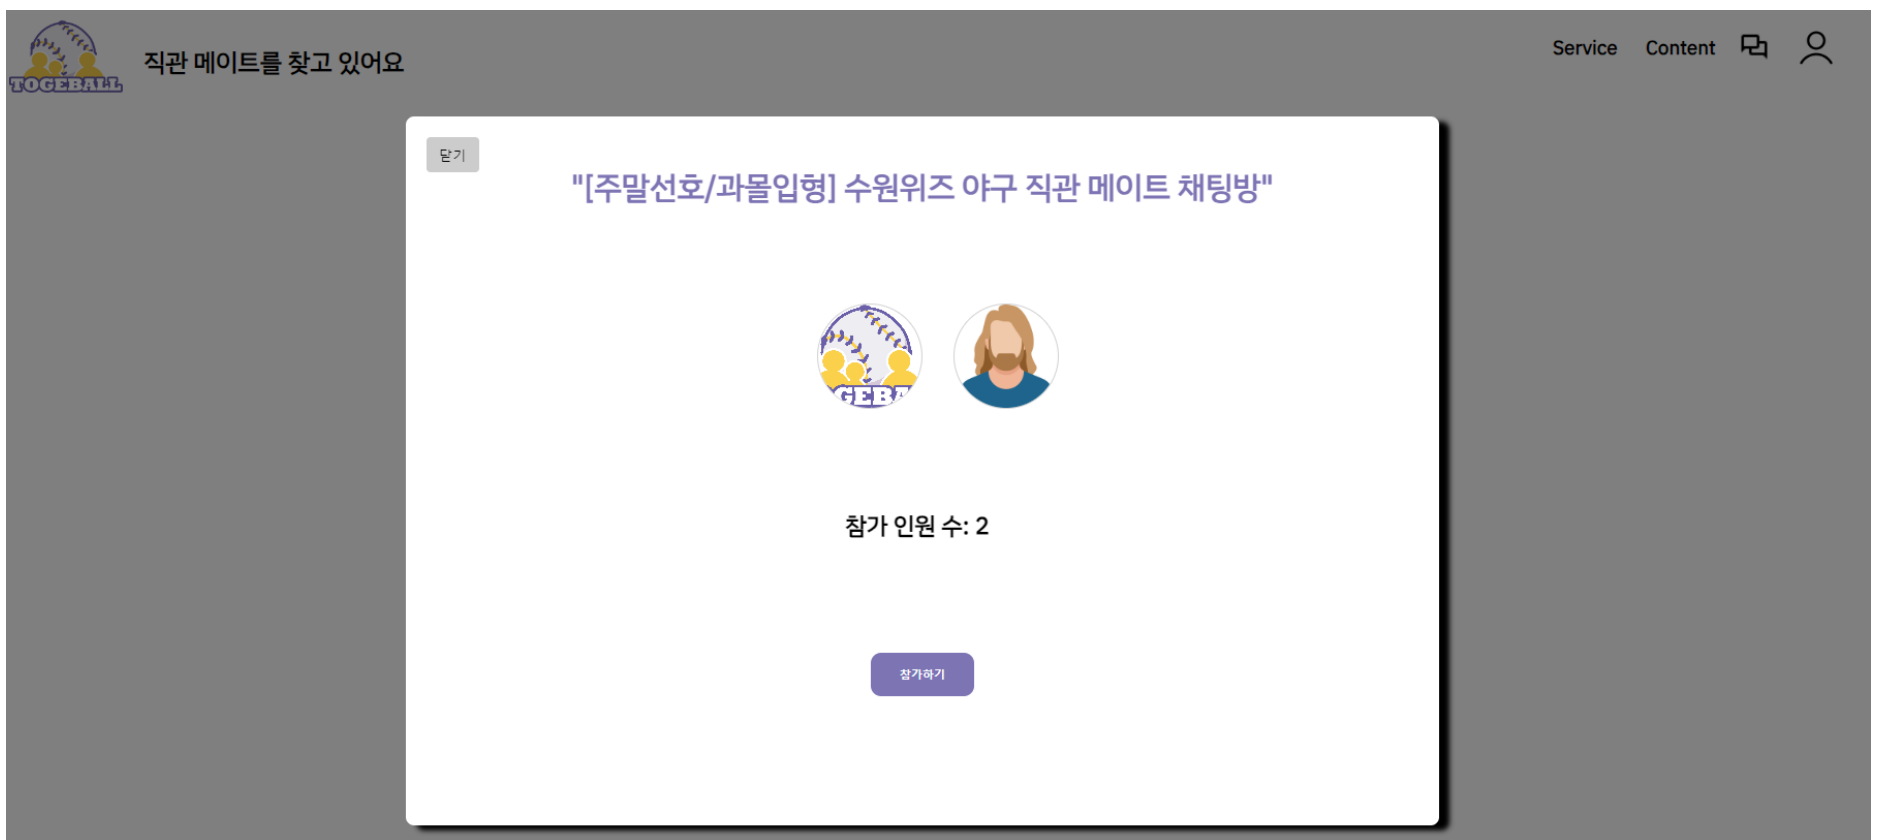 TOGEBALL
직관 메이트를 찾고 있어요
Service
Content
닫기
"[주말선호/과몰입형] 수원위즈 야구 직관 메이트 채팅방"
GEBA
참가 인원 수: 2
참가하기